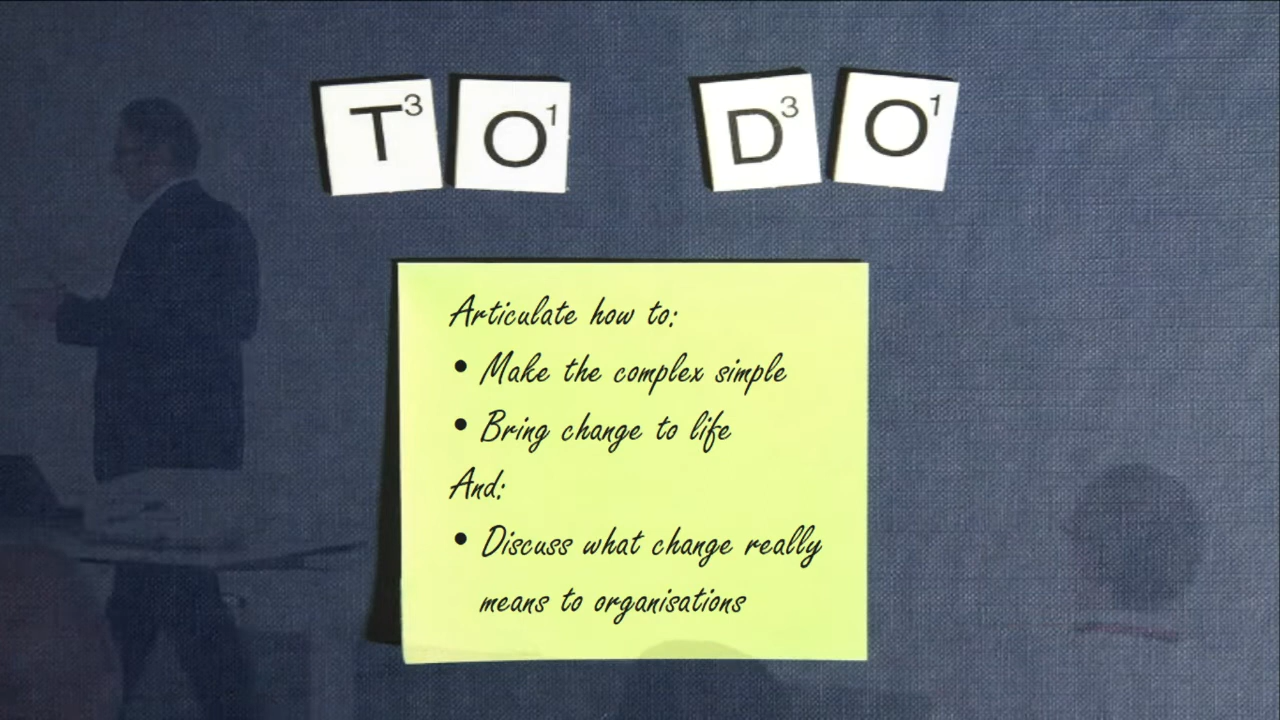 T3 O1 D3 O1
Articulate how to:
• Make the complex simple
• Bring change to life
And:
• Discuss what change really
means to organisations